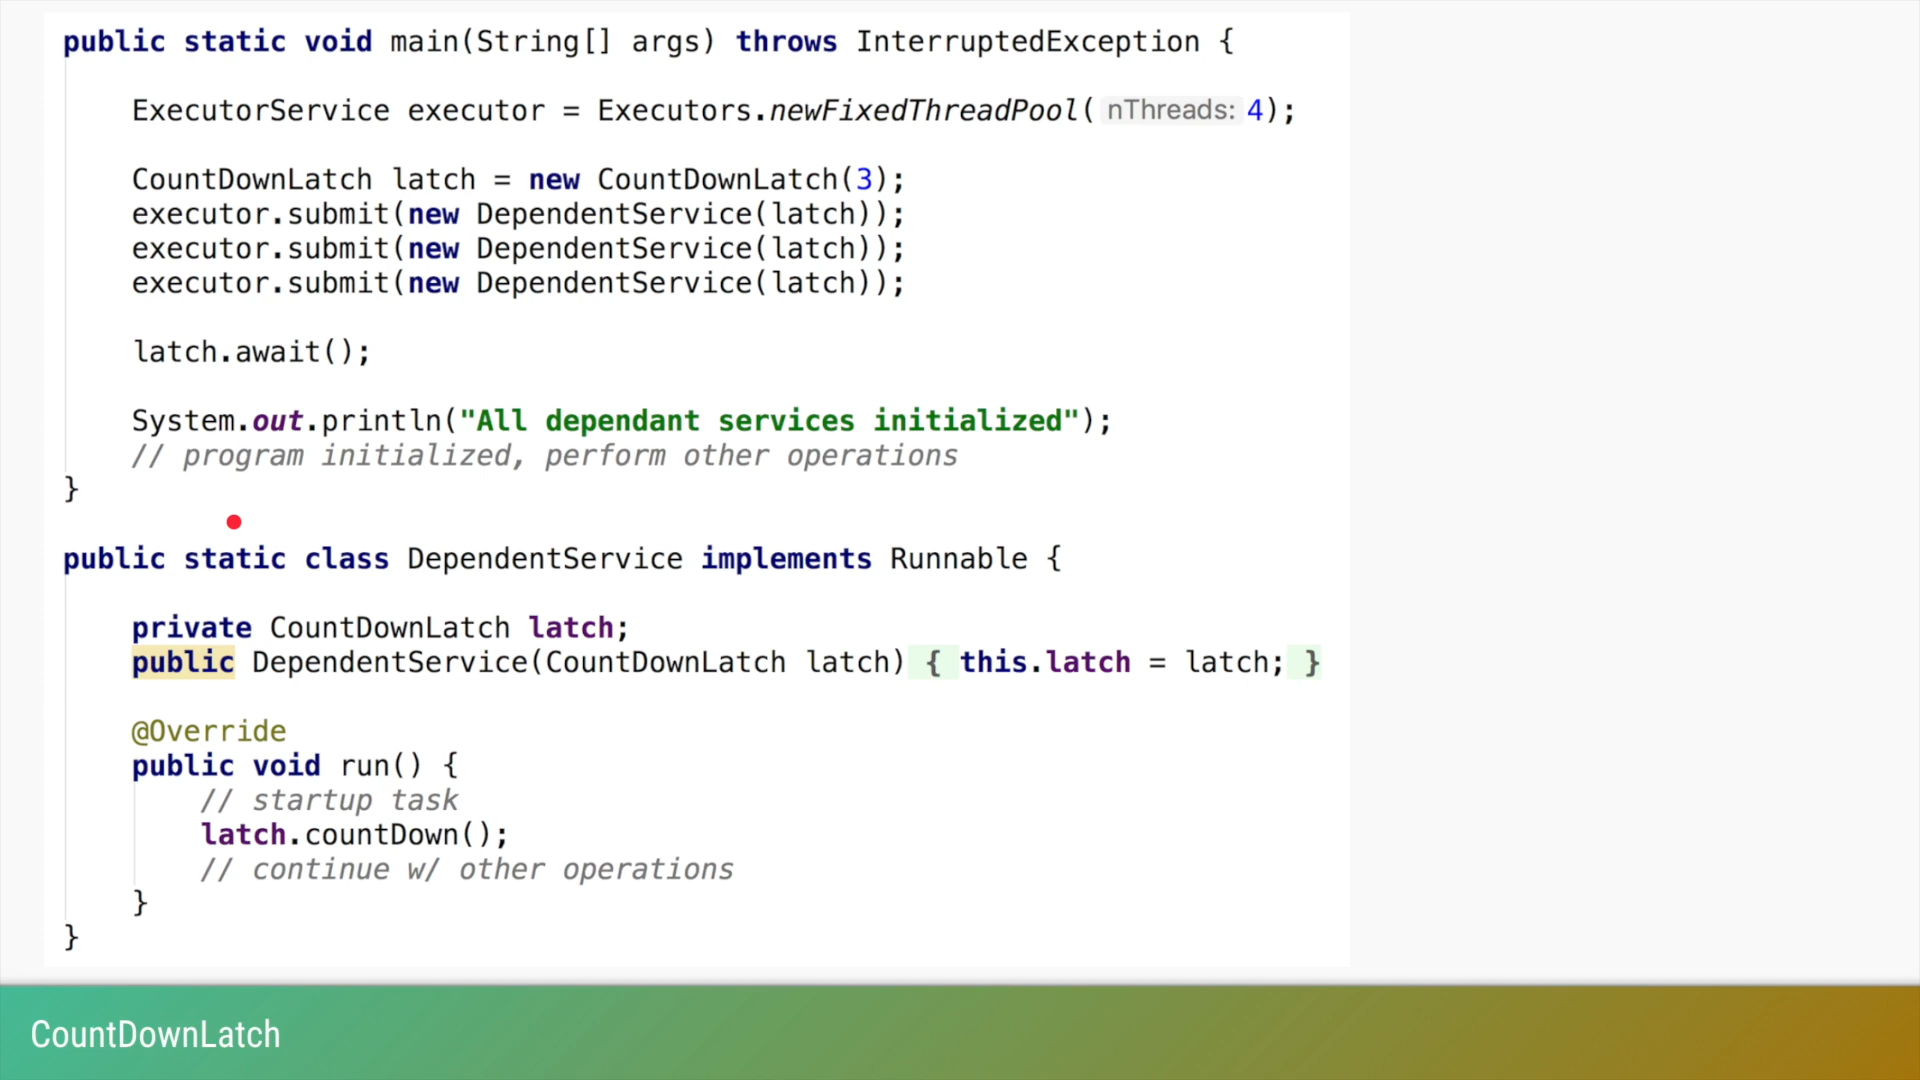 public static void main(String[] args) throws InterruptedException {
ExecutorService executor = Executors.newFixedThreadPool( nThreads: 4);
CountDownLatch latch = new CountDownLatch(3);
executor.submit(new DependentService(latch));
executor.submit(new DependentService(latch));
executor.submit(new DependentService(latch));
latch.await();
System.out.println("All dependant services initialized");
// program initialized, perform other operations
}
public static class DependentService implements Runnable {
private CountDownLatch latch;
public DependentService(CountDownLatch latch) { this.latch = latch; }
@Override
public void run() {
// startup task
latch.countDown();
// continue w/ other operations
}
}
CountDownLatch